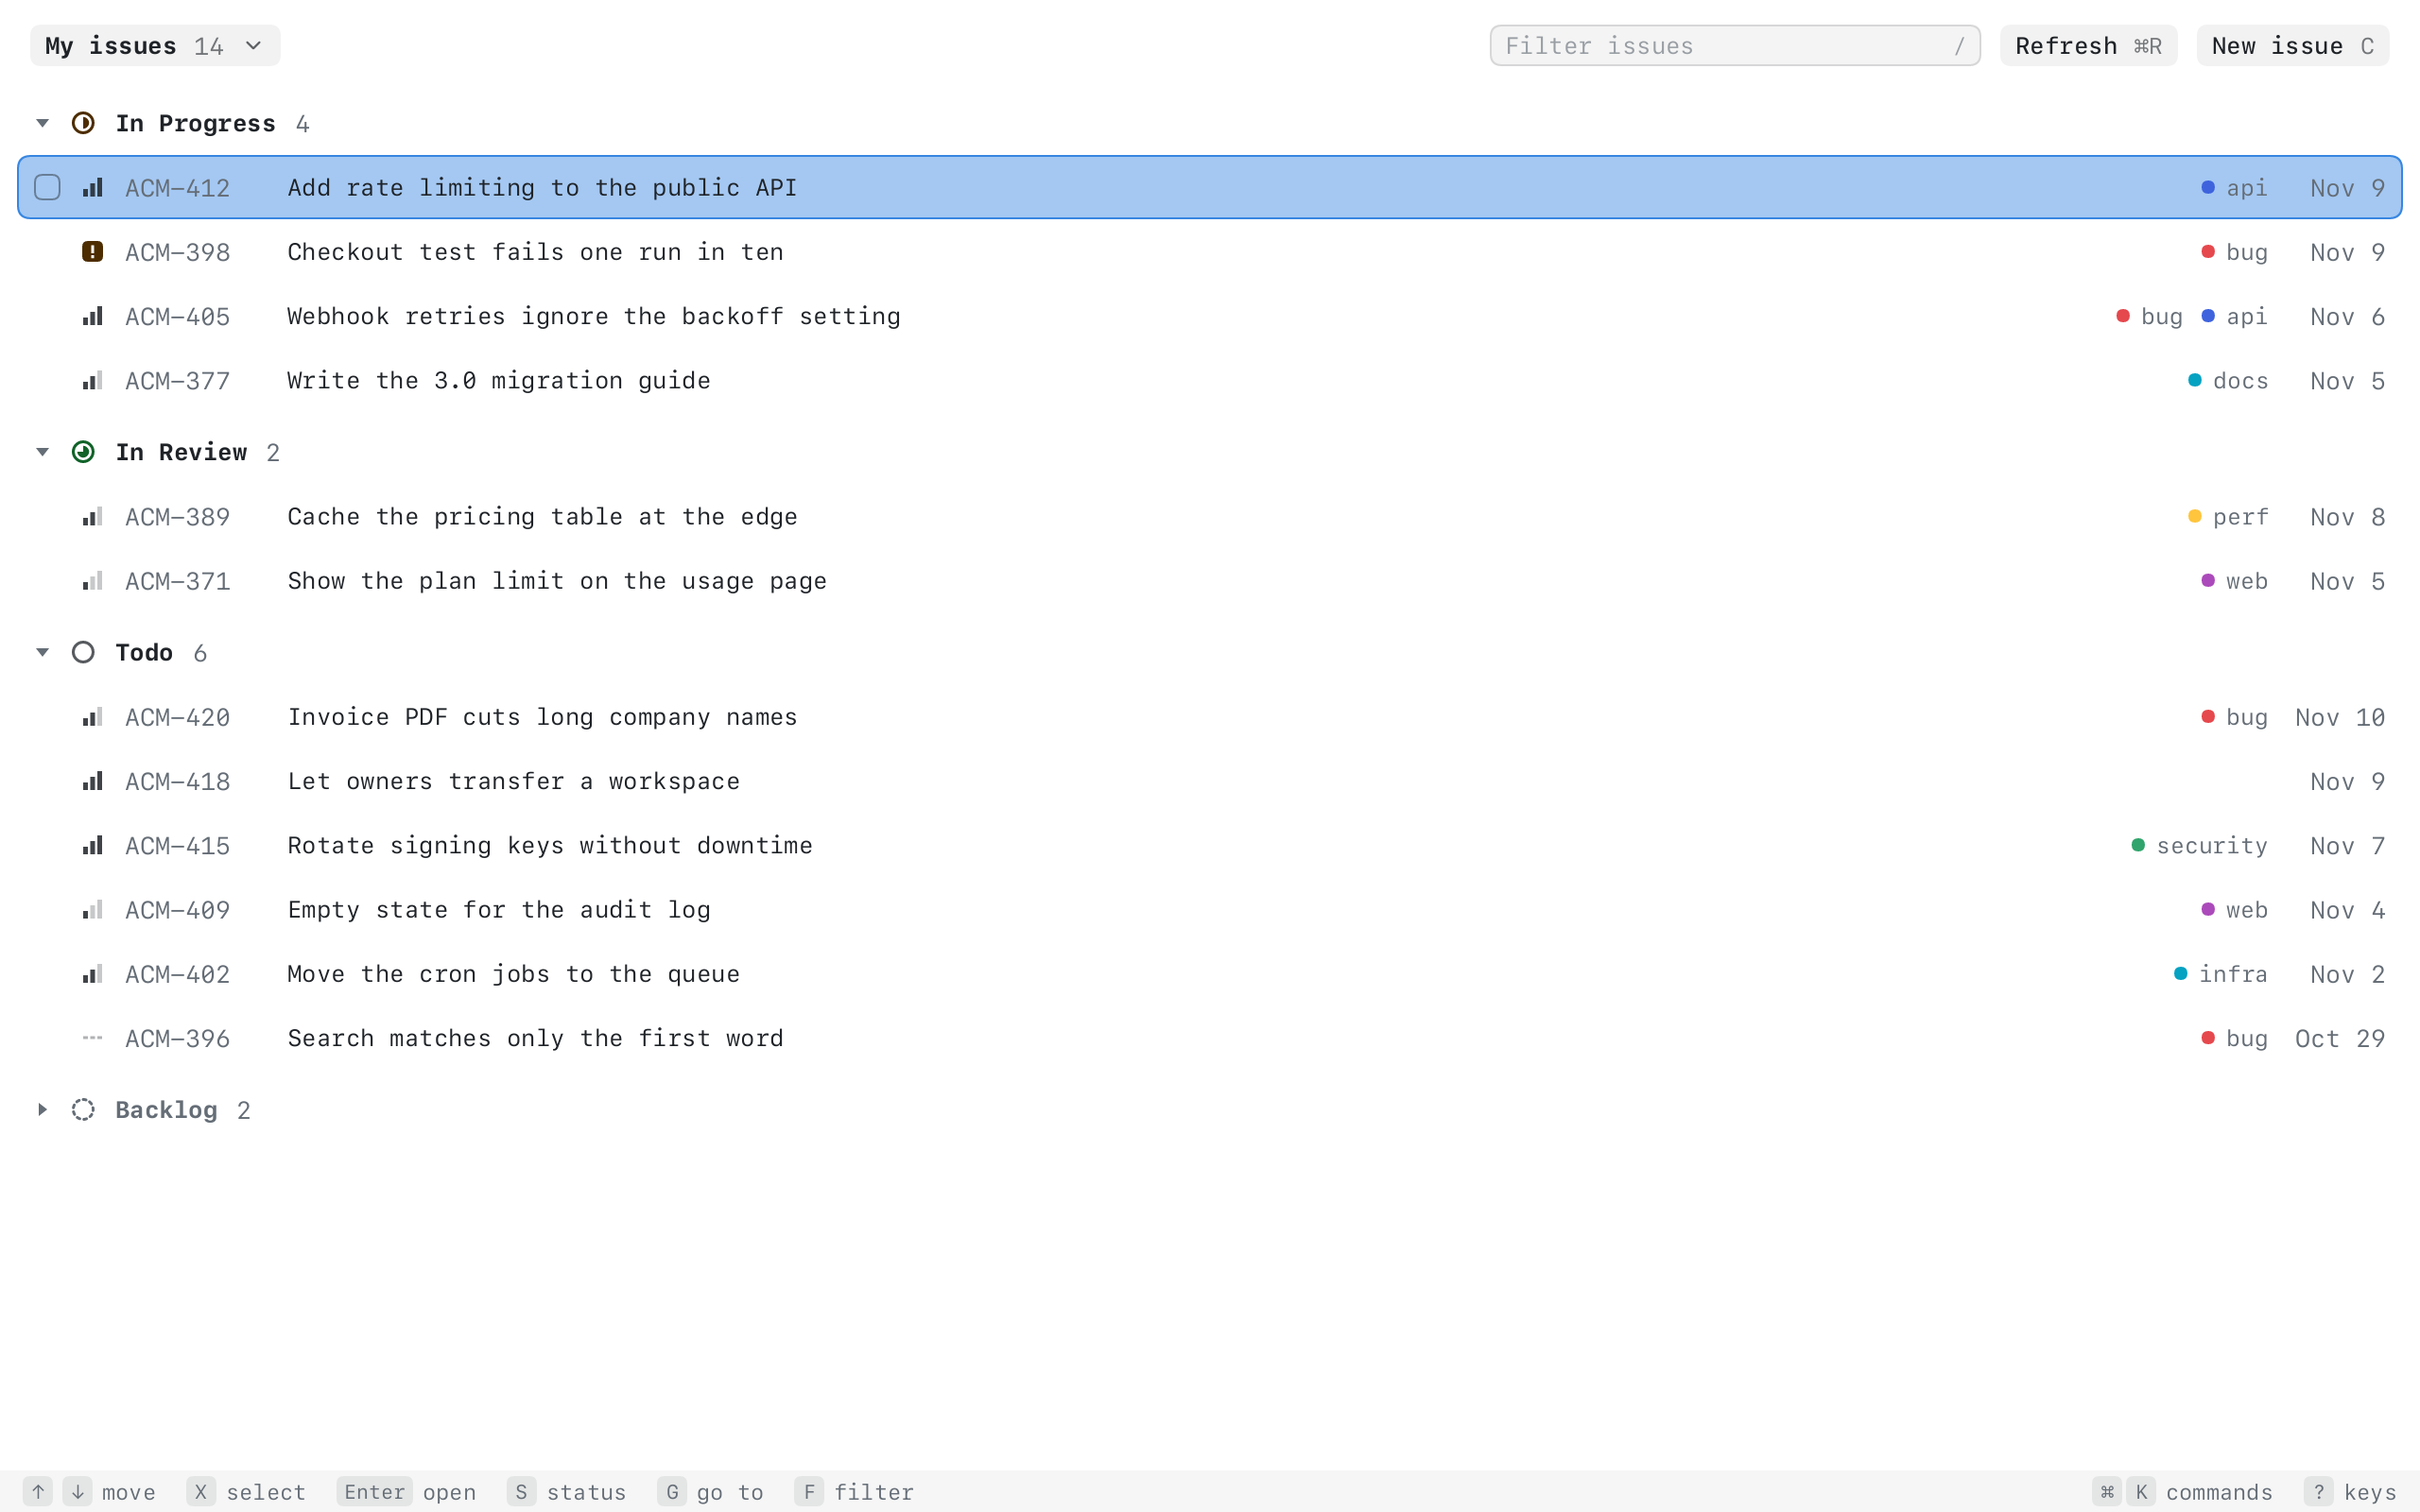 My issues 14
Filter issues / Refresh ⌘R New issue C
In Progress 4
ACM-412 Add rate limiting to the public API api Nov 9
ACM-398 Checkout test fails one run in ten bug Nov 9
ACM-405 Webhook retries ignore the backoff setting bug api Nov 6
ACM-377 Write the 3.0 migration guide docs Nov 5
In Review 2
ACM-389 Cache the pricing table at the edge perf Nov 8
ACM-371 Show the plan limit on the usage page web Nov 5
Todo 6
ACM-420 Invoice PDF cuts long company names bug Nov 10
ACM-418 Let owners transfer a workspace Nov 9
ACM-415 Rotate signing keys without downtime security Nov 7
ACM-409 Empty state for the audit log web Nov 4
ACM-402 Move the cron jobs to the queue infra Nov 2
ACM-396 Search matches only the first word bug Oct 29
Backlog 2
↑ ↓ move X select Enter open S status G go to F filter ⌘ K commands ? keys